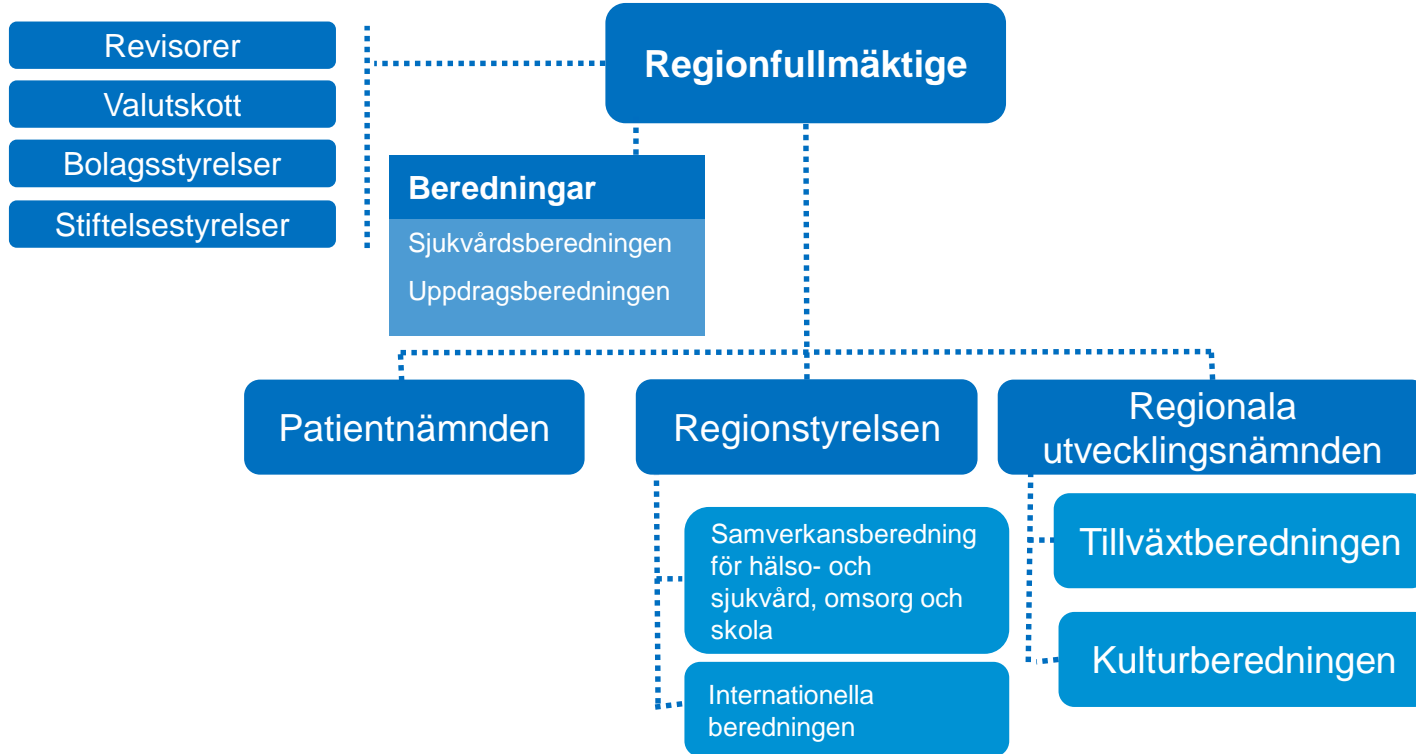 Revisorer
Valutskott
Bolagsstyrelser
Stiftelsestyrelser
Regionfullmäktige
Beredningar
Sjukvårdsberedningen
Uppdragsberedningen
Patientnämnden
Regionstyrelsen
Samverkansberedning
för hälso- och
sjukvård, omsorg och
skola
Internationella
beredningen
Regionala
utvecklingsnämnden
Tillväxtberedningen
Kulturberedningen